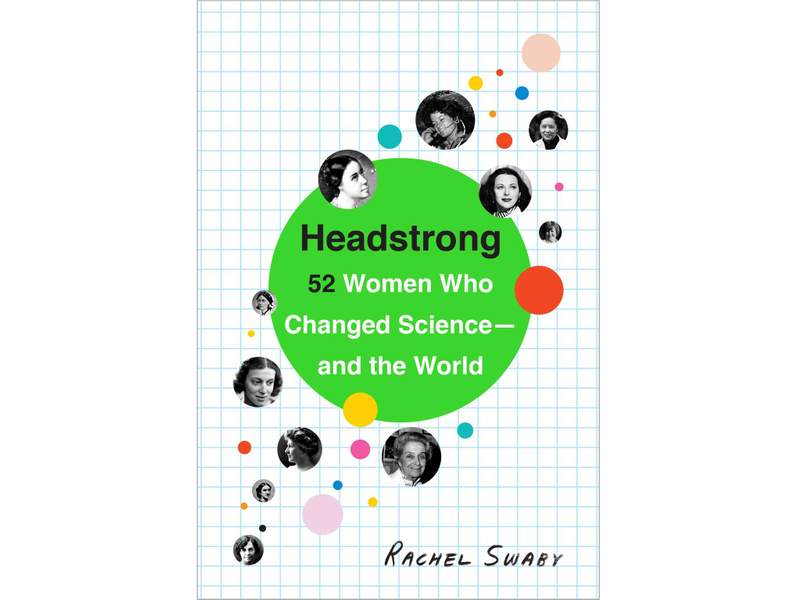 Headstrong
52 Women Who
Changed Science—
and the World
RACHEL SWABY